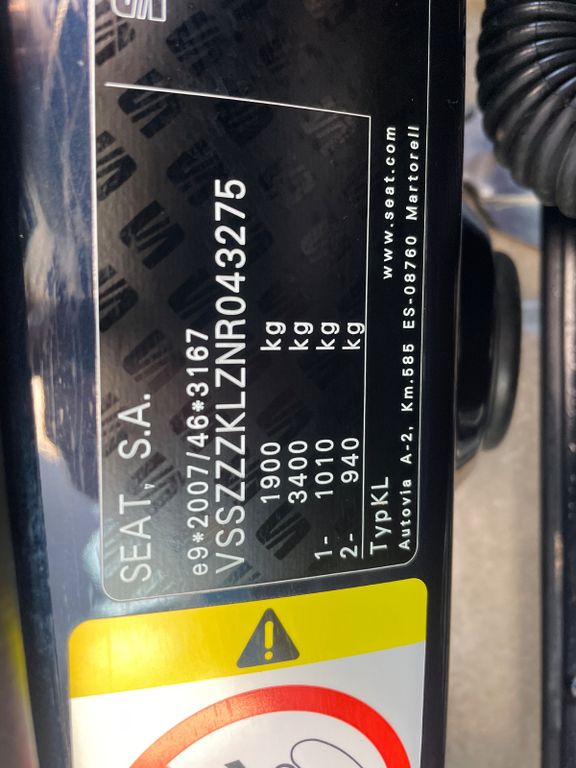 SEAT, S.A.
e9*2007/46*3167
VSSZZZKLZNR043275
1900 kg
3400 kg
1- 1010 kg
2- 940 kg
TypKL www.seat.com
Autovia A-2, Km.585 ES-08760 Martorell